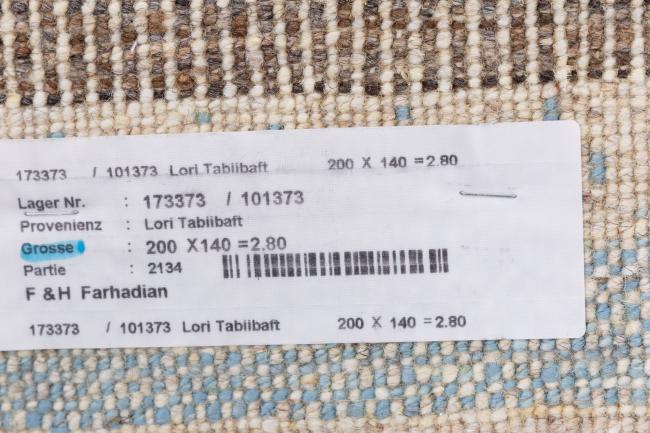 173373 / 101373 Lori Tabiibaft 200 X 140 =2.80
Lager Nr. : 173373 / 101373
Provenienz : Lori Tabiibaft
Grosse : 200 X140 =2.80
Partie : 2134
F &H Farhadian
173373 / 101373 Lori Tabiibaft 200 X 140 =2.80